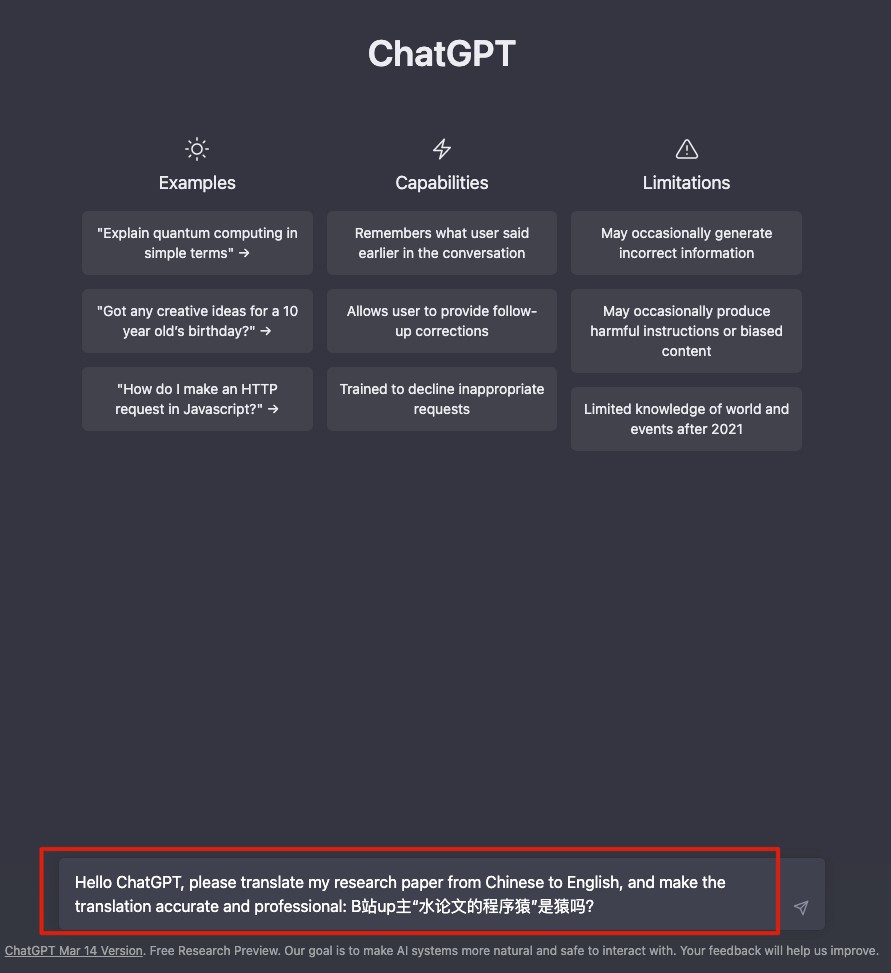 ChatGPT
Examples
"Explain quantum computing in
simple terms" →
"Got any creative ideas for a 10
year old's birthday?" →
"How do I make an HTTP
request in Javascript?" →
Capabilities
Remembers what user said
earlier in the conversation
Allows user to provide follow-
up corrections
Trained to decline inappropriate
requests
Limitations
May occasionally generate
incorrect information
May occasionally produce
harmful instructions or biased
content
Limited knowledge of world and
events after 2021
Hello ChatGPT, please translate my research paper from Chinese to English, and make the
translation accurate and professional: B站up主“水论文的程序猿”是猿吗?
ChatGPT Mar 14 Version. Free Research Preview. Our goal is to make AI systems more natural and safe to interact with. Your feedback will help us improve.